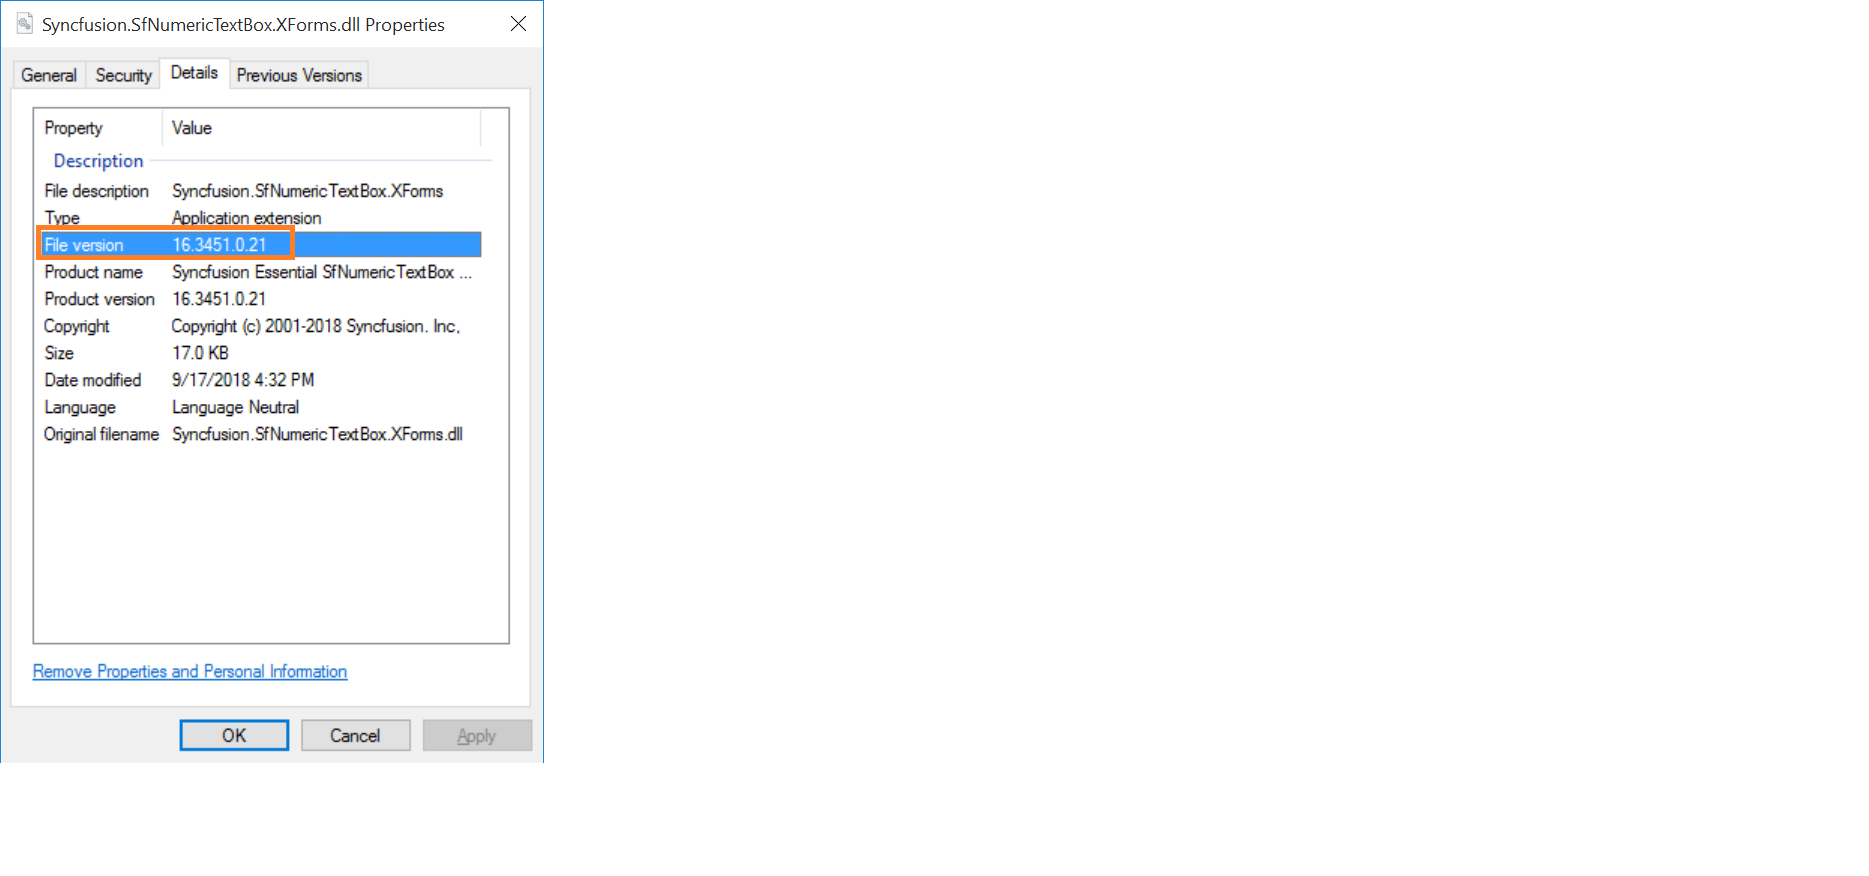 Syncfusion.SfNumericTextBox.XForms.dll Properties
General Security Details Previous Versions
Property Value
Description
File description Syncfusion.SfNumericTextBox.XForms
Type Application extension
File version 16.3451.0.21
Product name Syncfusion Essential SfNumericTextBox ...
Product version 16.3451.0.21
Copyright Copyright (c) 2001-2018 Syncfusion. Inc,
Size 17.0 KB
Date modified 9/17/2018 4:32 PM
Language Language Neutral
Original filename Syncfusion.SfNumericTextBox.XForms.dll
Remove Properties and Personal Information
OK Cancel Apply